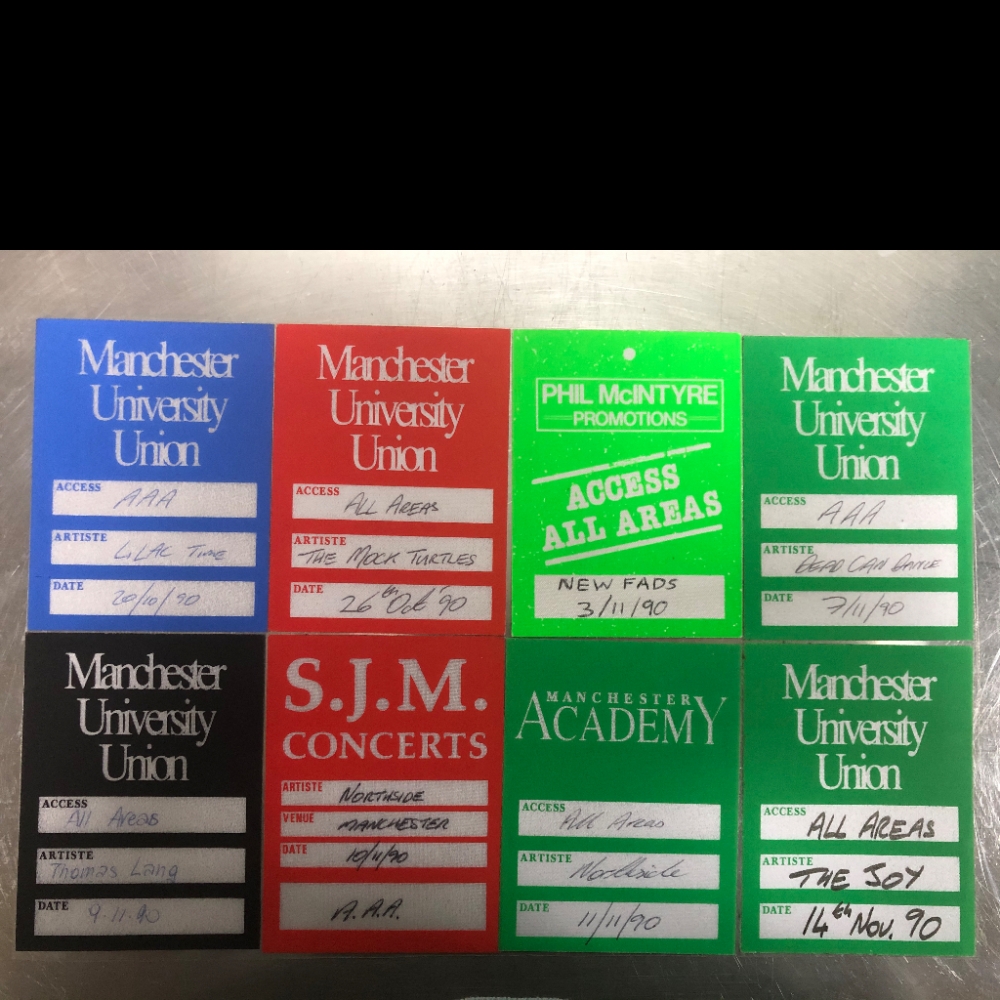 Manchester
University
Union
ACCESS AAA
ARTISTE LILAC TIME
DATE 20/10/90
Manchester
University
Union
ACCESS ALL AREAS
ARTISTE THE MOCK TURTLES
DATE 26th Oct '90
PHIL McINTYRE
PROMOTIONS
ACCESS
ALL AREAS
NEW FADS
3/11/90
Manchester
University
Union
ACCESS AAA
ARTISTE DEAD CAN DANCE
DATE 7/11/90
Manchester
University
Union
ACCESS All Areas
ARTISTE Thomas Lang
DATE 9.11.90
S.J.M.
CONCERTS
ARTISTE NORTHSIDE
VENUE MANCHESTER
DATE 10/11/90
A.A.A.
MANCHESTER
ACADEMY
ACCESS All Areas
ARTISTE Northside
DATE 11/11/90
Manchester
University
Union
ACCESS ALL AREAS
ARTISTE THE JOY
DATE 14th Nov. 90